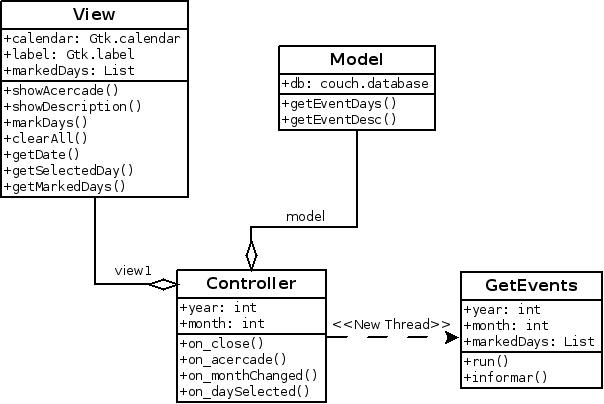 View
+calendar: Gtk.calendar
+label: Gtk.label
+markedDays: List
+showAcercade()
+showDescription()
+markDays()
+clearAll()
+getDate()
+getSelectedDay()
+getMarkedDays()
Model
+db: couch.database
+getEventDays()
+getEventDesc()
model
view1
Controller
+year: int
+month: int
+on_close()
+on_acercade()
+on_monthChanged()
+on_daySelected()
<<New Thread>>
GetEvents
+year: int
+month: int
+markedDays: List
+run()
+informar()